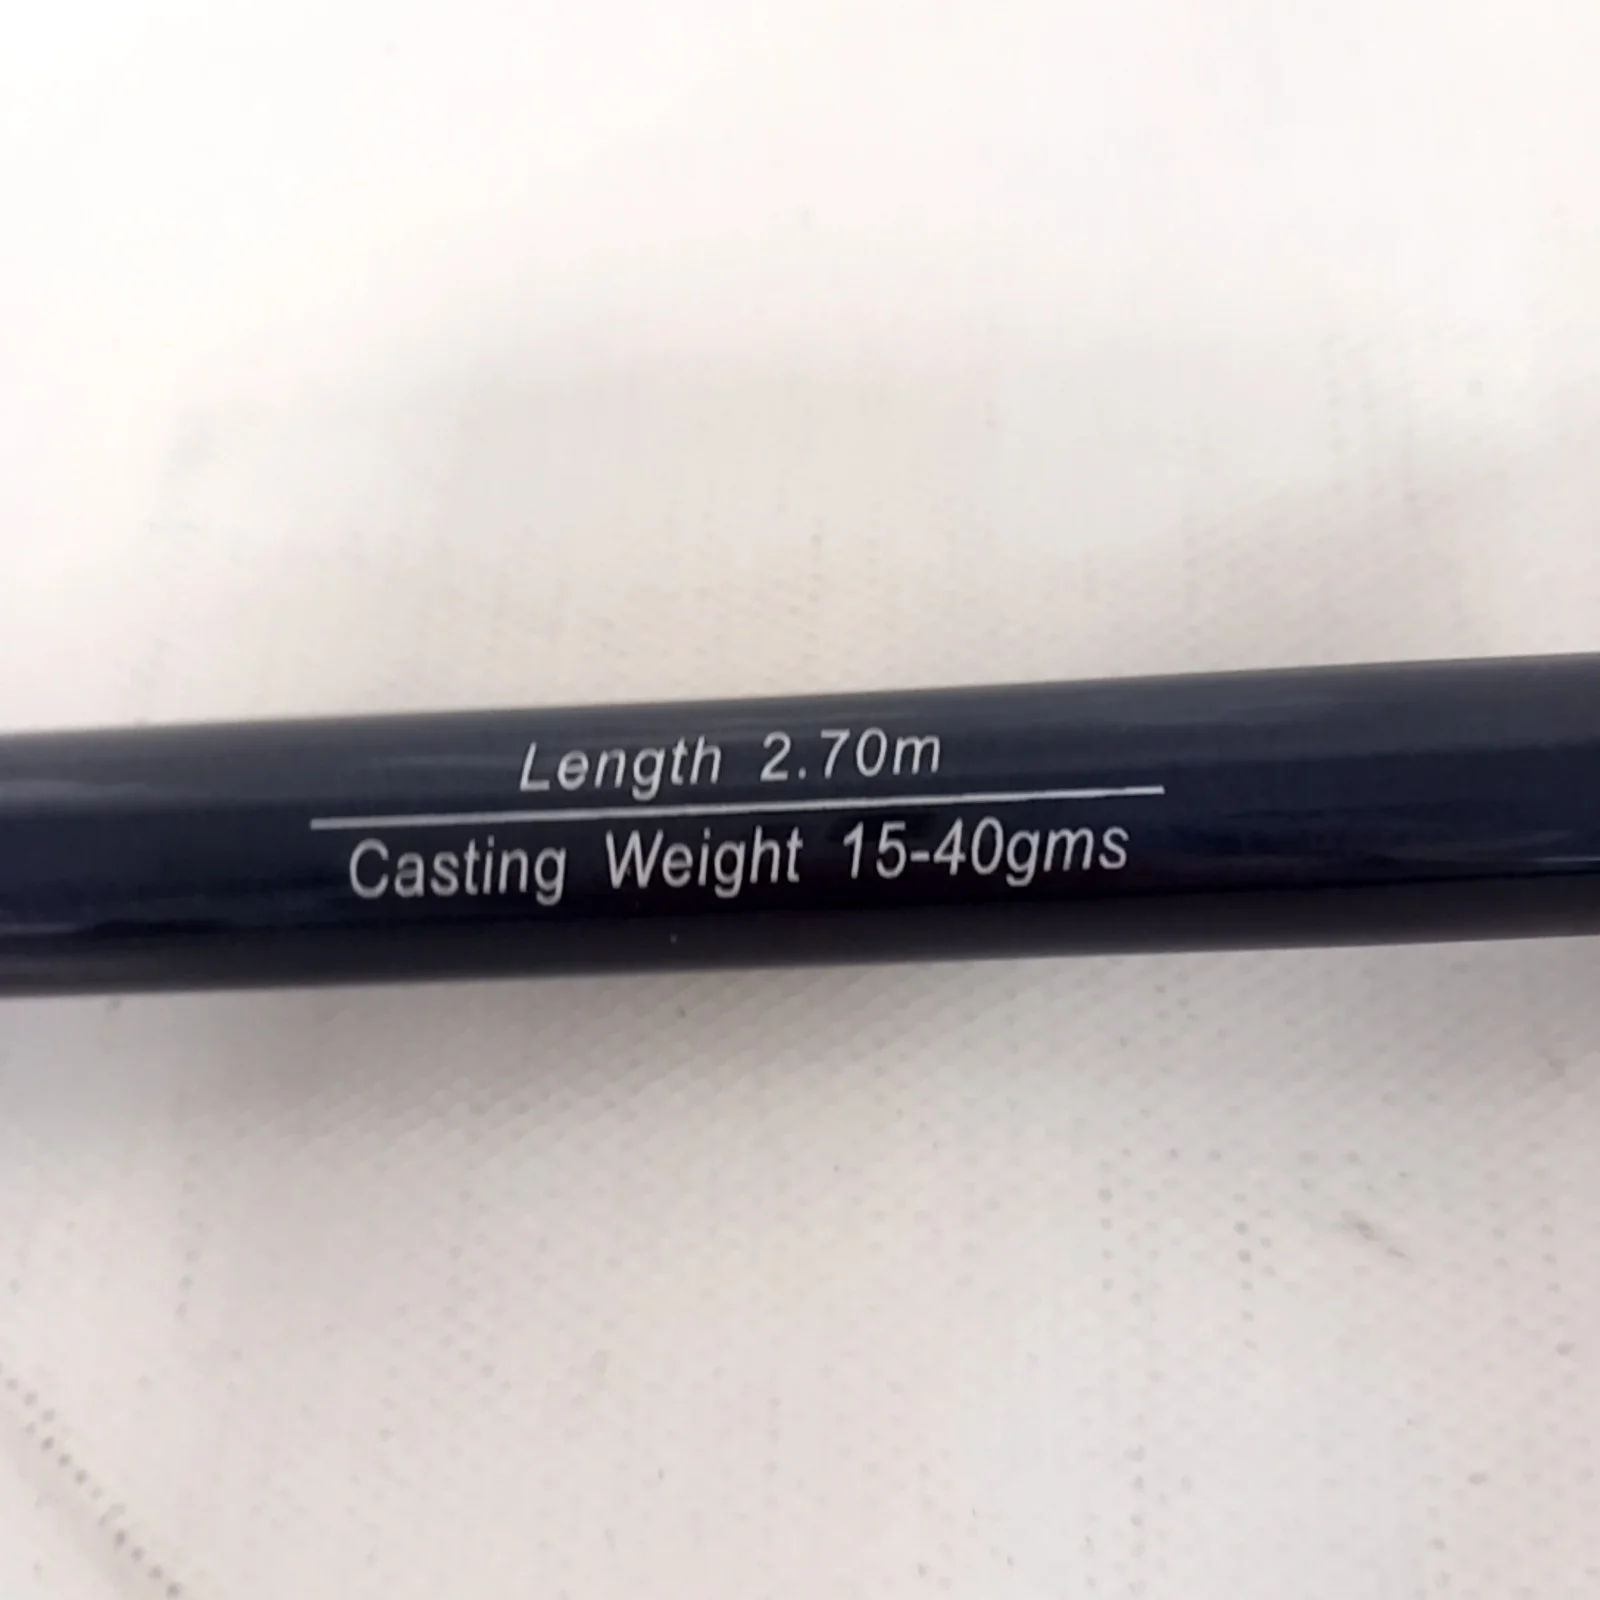 Length 2.70m
Casting Weight 15-40gms